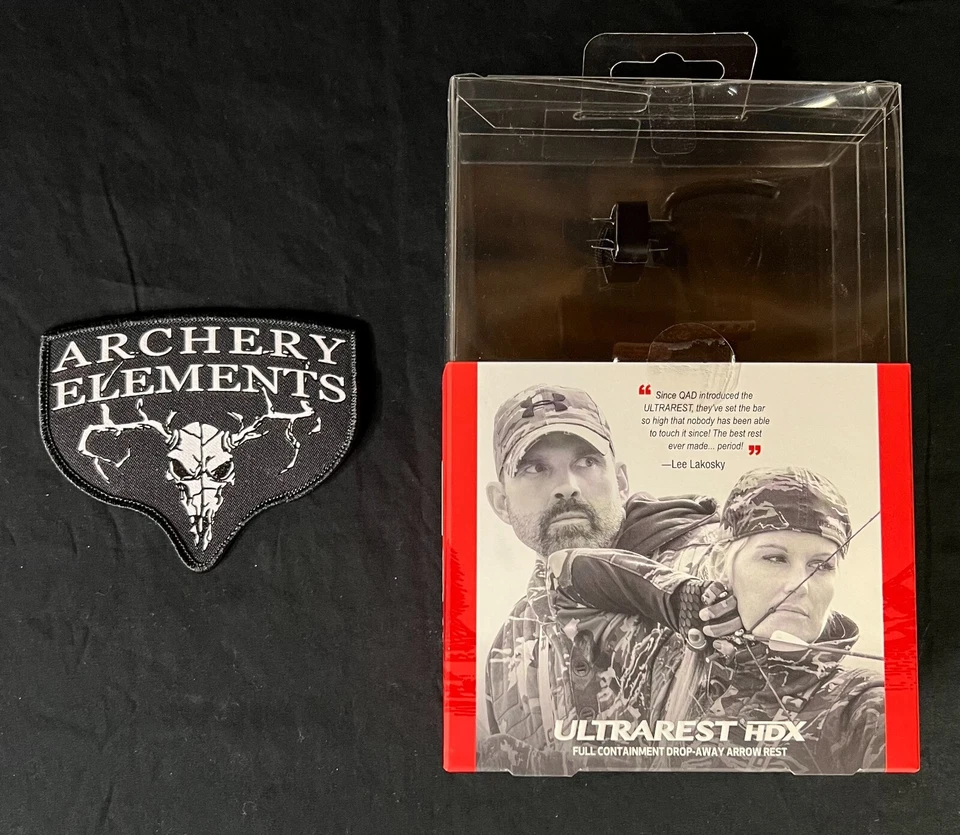 ARCHERY
ELEMENTS
❝ Since QAD introduced the
ULTRAREST, they've set the bar
so high that nobody has been able
to touch it since! The best rest
ever made... period! ❞
—Lee Lakosky
ULTRAREST HDX
FULL CONTAINMENT DROP-AWAY ARROW REST